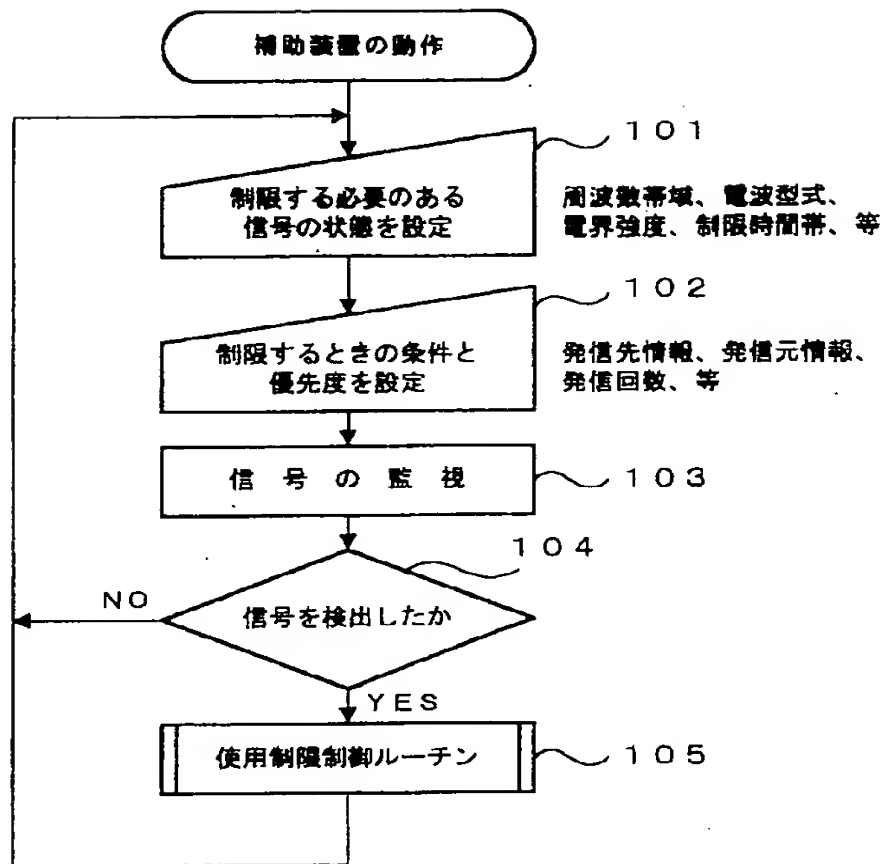 補助装置の動作
101
制限する必要のある
信号の状態を設定
周波数帯域、電波型式、
電界強度、制限時間帯、等
102
制限するときの条件と
優先度を設定
発信先情報、発信元情報、
発信回数、等
信号の監視
103
104
信号を検出したか
NO
YES
使用制限制御ルーチン
105